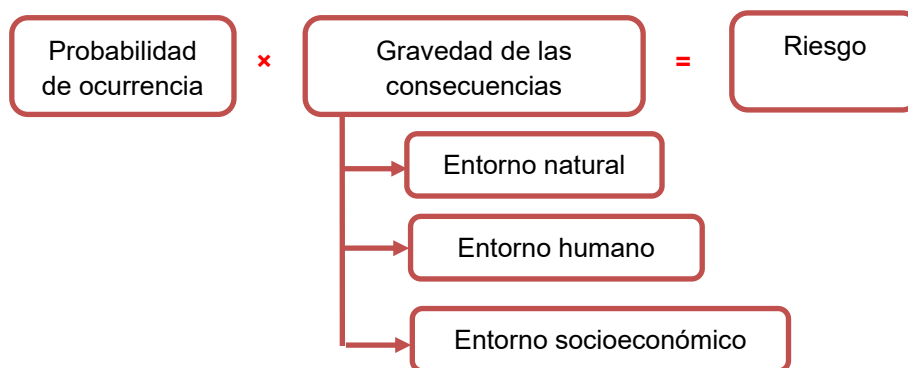 Probabilidad
de ocurrencia
×
Gravedad de las
consecuencias
=
Riesgo
Entorno natural
Entorno humano
Entorno socioeconómico